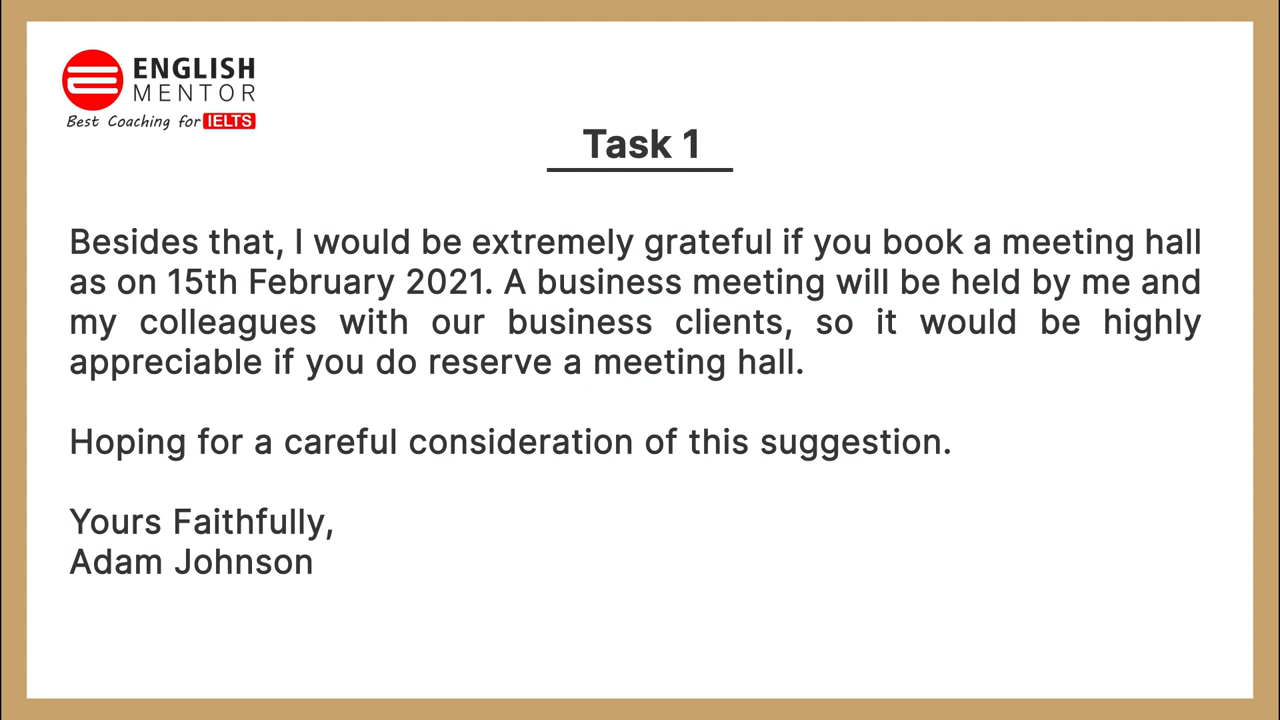 ENGLISH
MENTOR
Best Coaching for IELTS
Task 1
Besides that, I would be extremely grateful if you book a meeting hall
as on 15th February 2021. A business meeting will be held by me and
my colleagues with our business clients, so it would be highly
appreciable if you do reserve a meeting hall.
Hoping for a careful consideration of this suggestion.
Yours Faithfully,
Adam Johnson